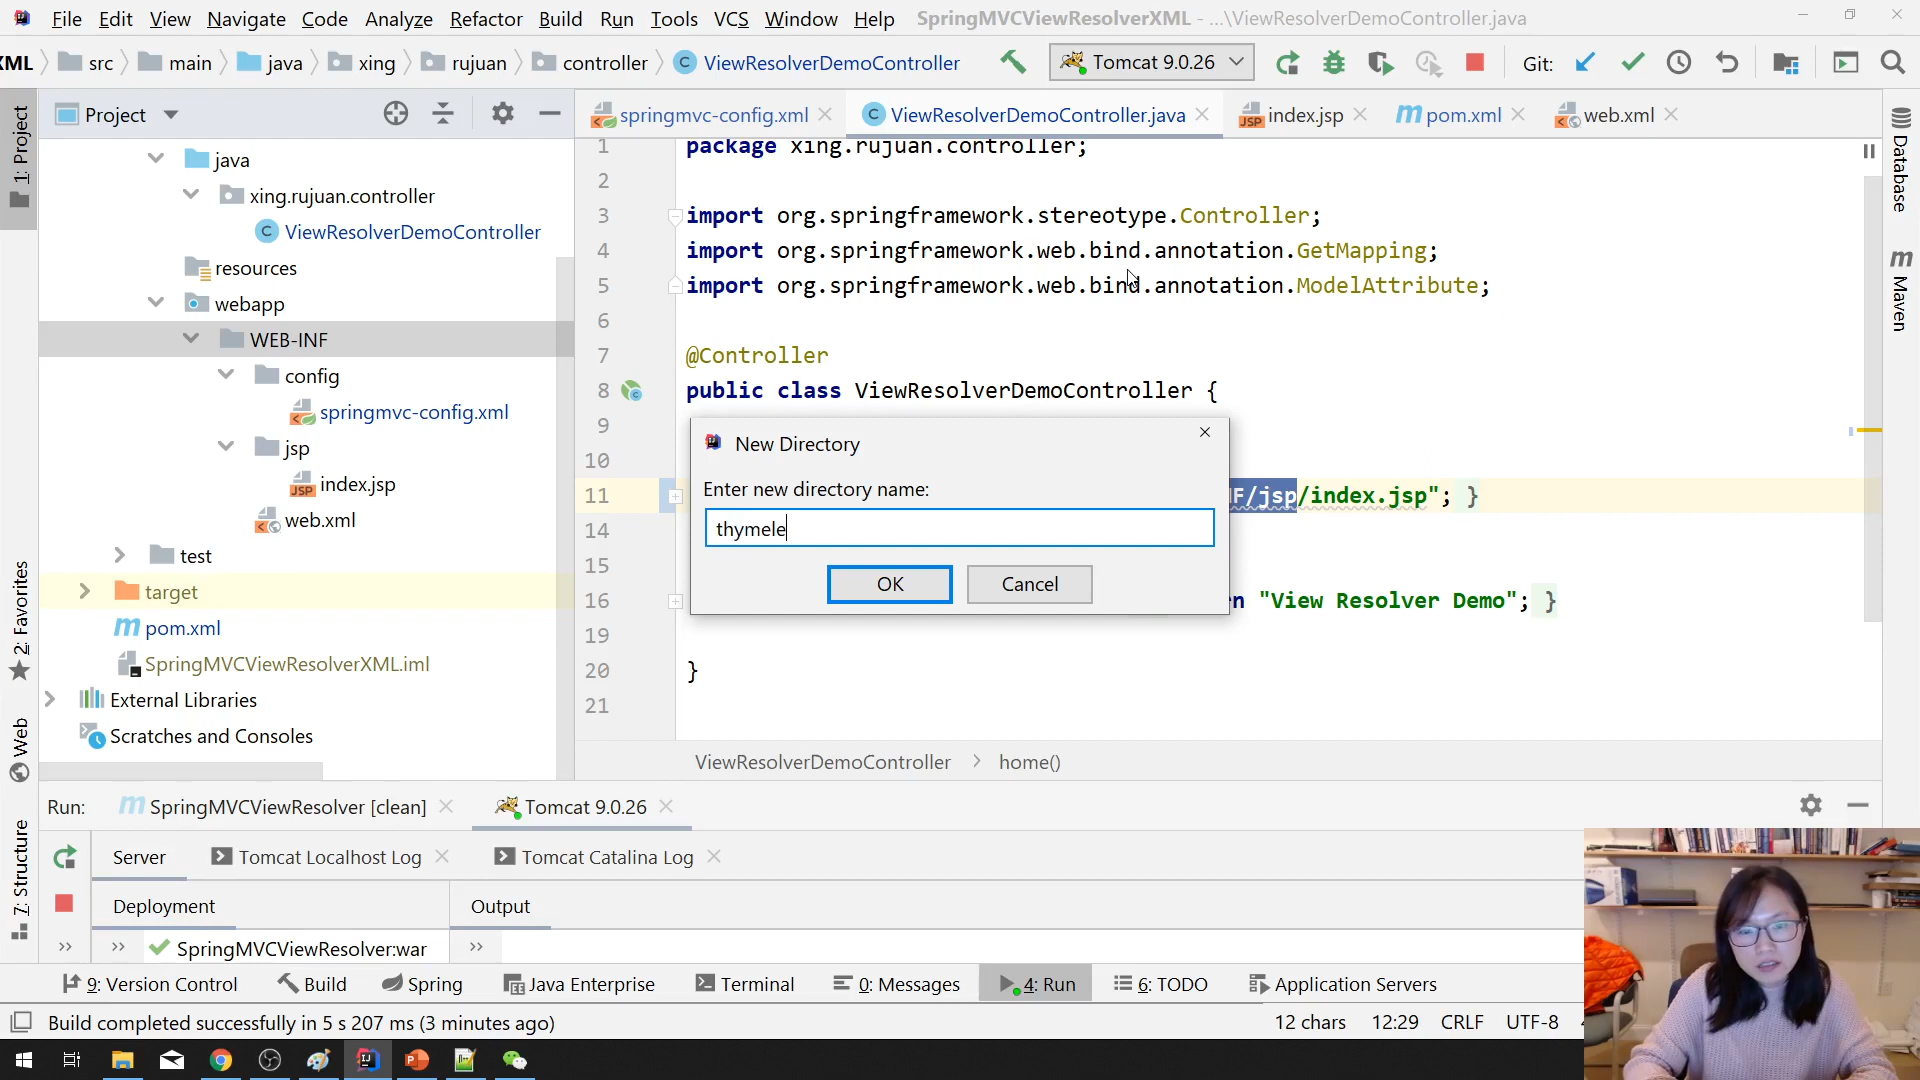 File Edit View Navigate Code Analyze Refactor Build Run Tools VCS Window Help SpringMVCViewResolverXML - ...\ViewResolverDemoController.java
XML src main java xing rujuan controller ViewResolverDemoController Tomcat 9.0.26 Git:
Project
springmvc-config.xml ViewResolverDemoController.java index.jsp pom.xml web.xml
1: Project
2: Favorites
Web
7: Structure
Database
Maven
java
xing.rujuan.controller
ViewResolverDemoController
resources
webapp
WEB-INF
config
springmvc-config.xml
jsp
index.jsp
web.xml
test
target
pom.xml
SpringMVCViewResolverXML.iml
External Libraries
Scratches and Consoles
1 package xing.rujuan.controller;
2
3 import org.springframework.stereotype.Controller;
4 import org.springframework.web.bind.annotation.GetMapping;
5 import org.springframework.web.bind.annotation.ModelAttribute;
6
7 @Controller
8 public class ViewResolverDemoController {
9
10
11 F/jsp/index.jsp"; }
14
15
16 n "View Resolver Demo"; }
19
20 }
21
New Directory
Enter new directory name:
thymele
OK Cancel
ViewResolverDemoController home()
Run: SpringMVCViewResolver [clean] Tomcat 9.0.26
Server Tomcat Localhost Log Tomcat Catalina Log
Deployment Output
SpringMVCViewResolver:war
9: Version Control Build Spring Java Enterprise Terminal 0: Messages 4: Run 6: TODO Application Servers
Build completed successfully in 5 s 207 ms (3 minutes ago) 12 chars 12:29 CRLF UTF-8